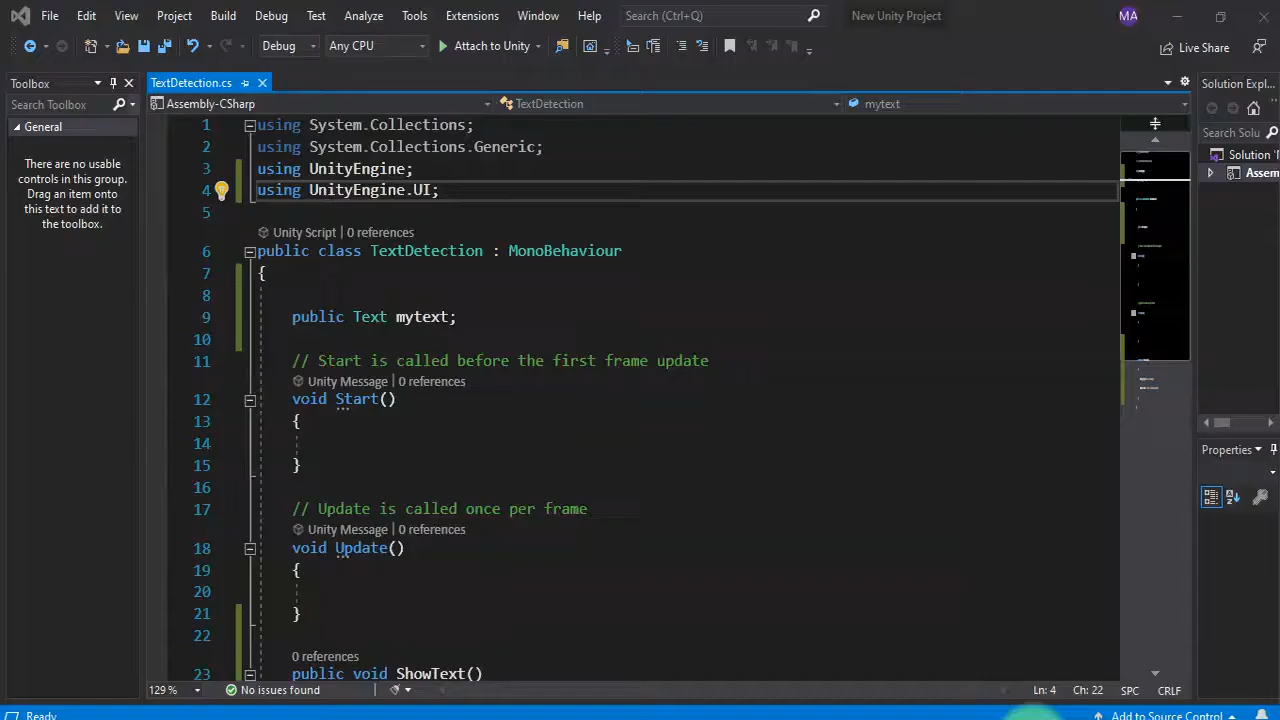 File Edit View Project Build Debug Test Analyze Tools Extensions Window Help Search (Ctrl+Q) New Unity Project MA
Debug Any CPU Attach to Unity Live Share
Toolbox
Search Toolbox
General
There are no usable
controls in this group.
Drag an item onto
this text to add it to
the toolbox.
TextDetection.cs
Assembly-CSharp TextDetection mytext
1 using System.Collections;
2 using System.Collections.Generic;
3 using UnityEngine;
4 using UnityEngine.UI;
5
Unity Script | 0 references
6 public class TextDetection : MonoBehaviour
7 {
8
9 public Text mytext;
10
11 // Start is called before the first frame update
Unity Message | 0 references
12 void Start()
13 {
14
15 }
16
17 // Update is called once per frame
Unity Message | 0 references
18 void Update()
19 {
20
21 }
22
0 references
23 public void ShowText()
129 % No issues found Ln: 4 Ch: 22 SPC CRLF
Solution Expl...
Search Solu
Solution '
Assem
Properties
Ready Add to Source Control